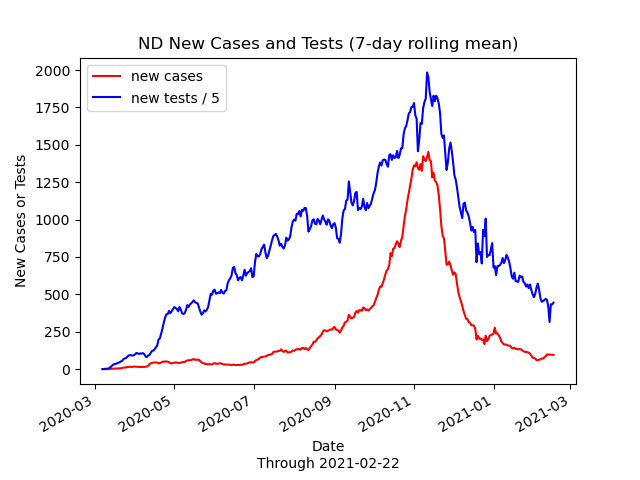 ND New Cases and Tests (7-day rolling mean)
new cases
new tests / 5
New Cases or Tests
2000
1750
1500
1250
1000
750
500
250
0
2020-03
2020-05
2020-07
2020-09
2020-11
2021-01
2021-03
Date
Through 2021-02-22